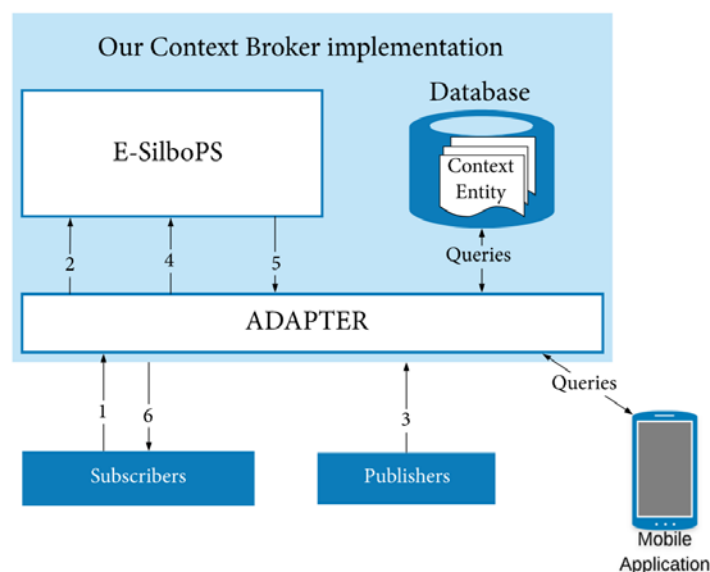 Our Context Broker implementation
Database
E-SilboPS
Context
Entity
2
4
5
Queries
ADAPTER
Queries
1
6
3
Subscribers
Publishers
Mobile
Application